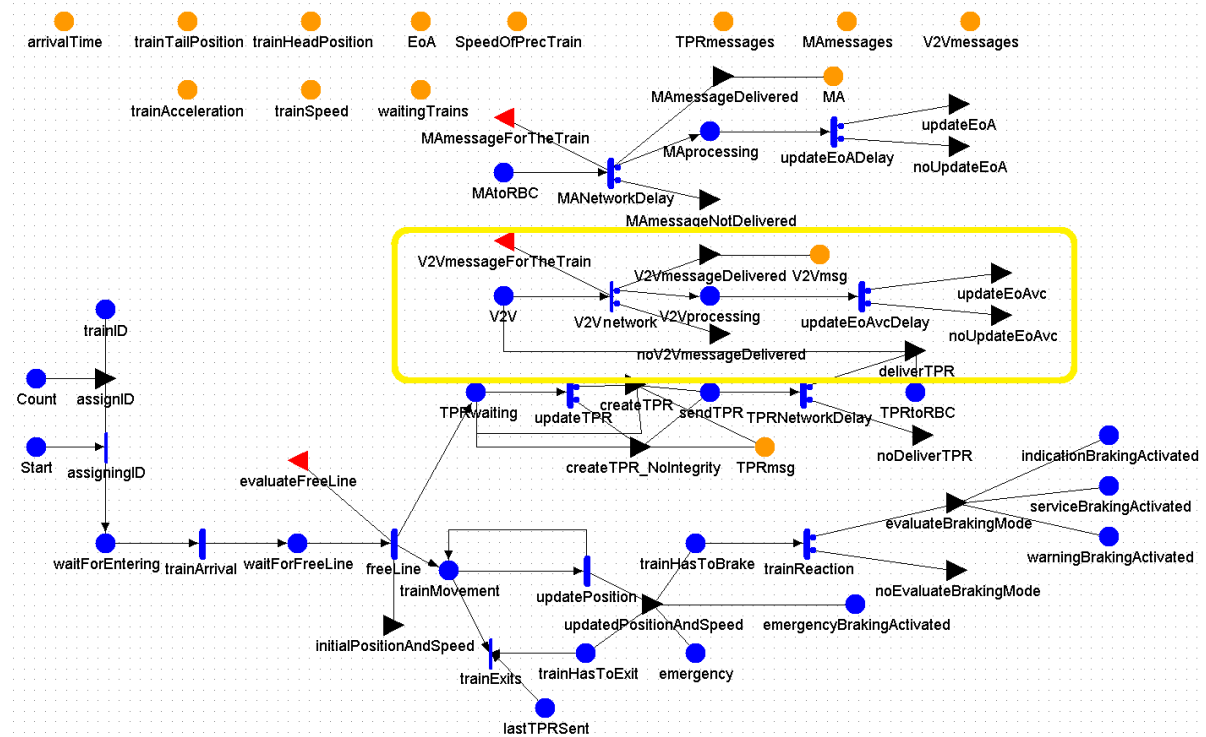 arrivalTime
trainTailPosition
trainHeadPosition
EoA
SpeedOfPrecTrain
TPRmessages
MAmessages
V2Vmessages
trainAcceleration
trainSpeed
waitingTrains
MAmessageDelivered
MA
MAmessageForTheTrain
updateEoA
MAprocessing
updateEoADelay
noUpdateEoA
MAtoRBC
MANetworkDelay
MAmessageNotDelivered
V2VmessageForTheTrain
V2VmessageDelivered
V2Vmsg
updateEoAvc
V2V
V2Vnetwork
V2Vprocessing
updateEoAvcDelay
noUpdateEoAvc
noV2VmessageDelivered
deliverTPR
trainID
Count
assignID
TPRwaiting
updateTPR
createTPR
sendTPR
TPRNetworkDelay
TPRtoRBC
Start
assigningID
createTPR_NoIntegrity
TPRmsg
noDeliverTPR
indicationBrakingActivated
evaluateFreeLine
serviceBrakingActivated
evaluateBrakingMode
warningBrakingActivated
waitForEntering
trainArrival
waitForFreeLine
freeLine
trainMovement
updatePosition
trainHasToBrake
trainReaction
noEvaluateBrakingMode
updatedPositionAndSpeed
emergencyBrakingActivated
initialPositionAndSpeed
trainExits
trainHasToExit
emergency
lastTPRSent